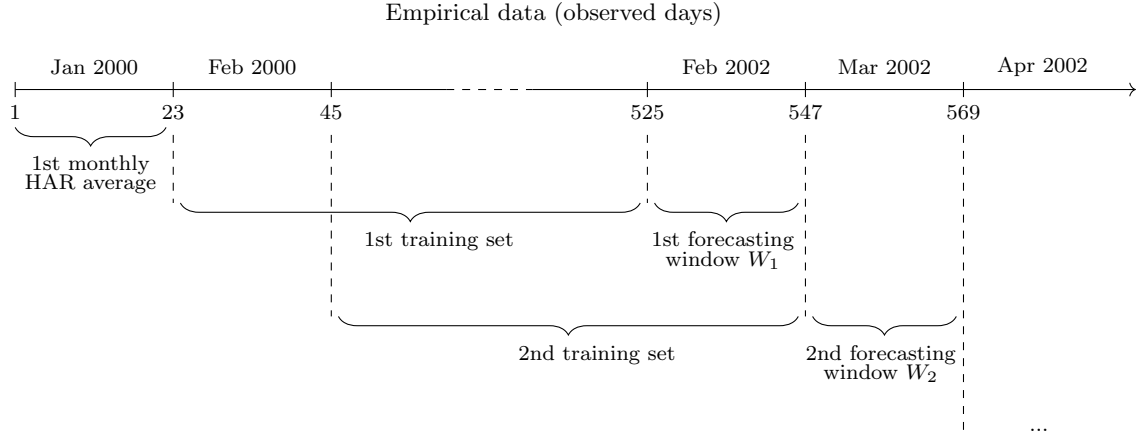 Empirical data (observed days)
Jan 2000
Feb 2000
Feb 2002
Mar 2002
Apr 2002
1
23
45
525
547
569
1st monthly
HAR average
1st training set
1st forecasting
window W₁
2nd training set
2nd forecasting
window W₂
...